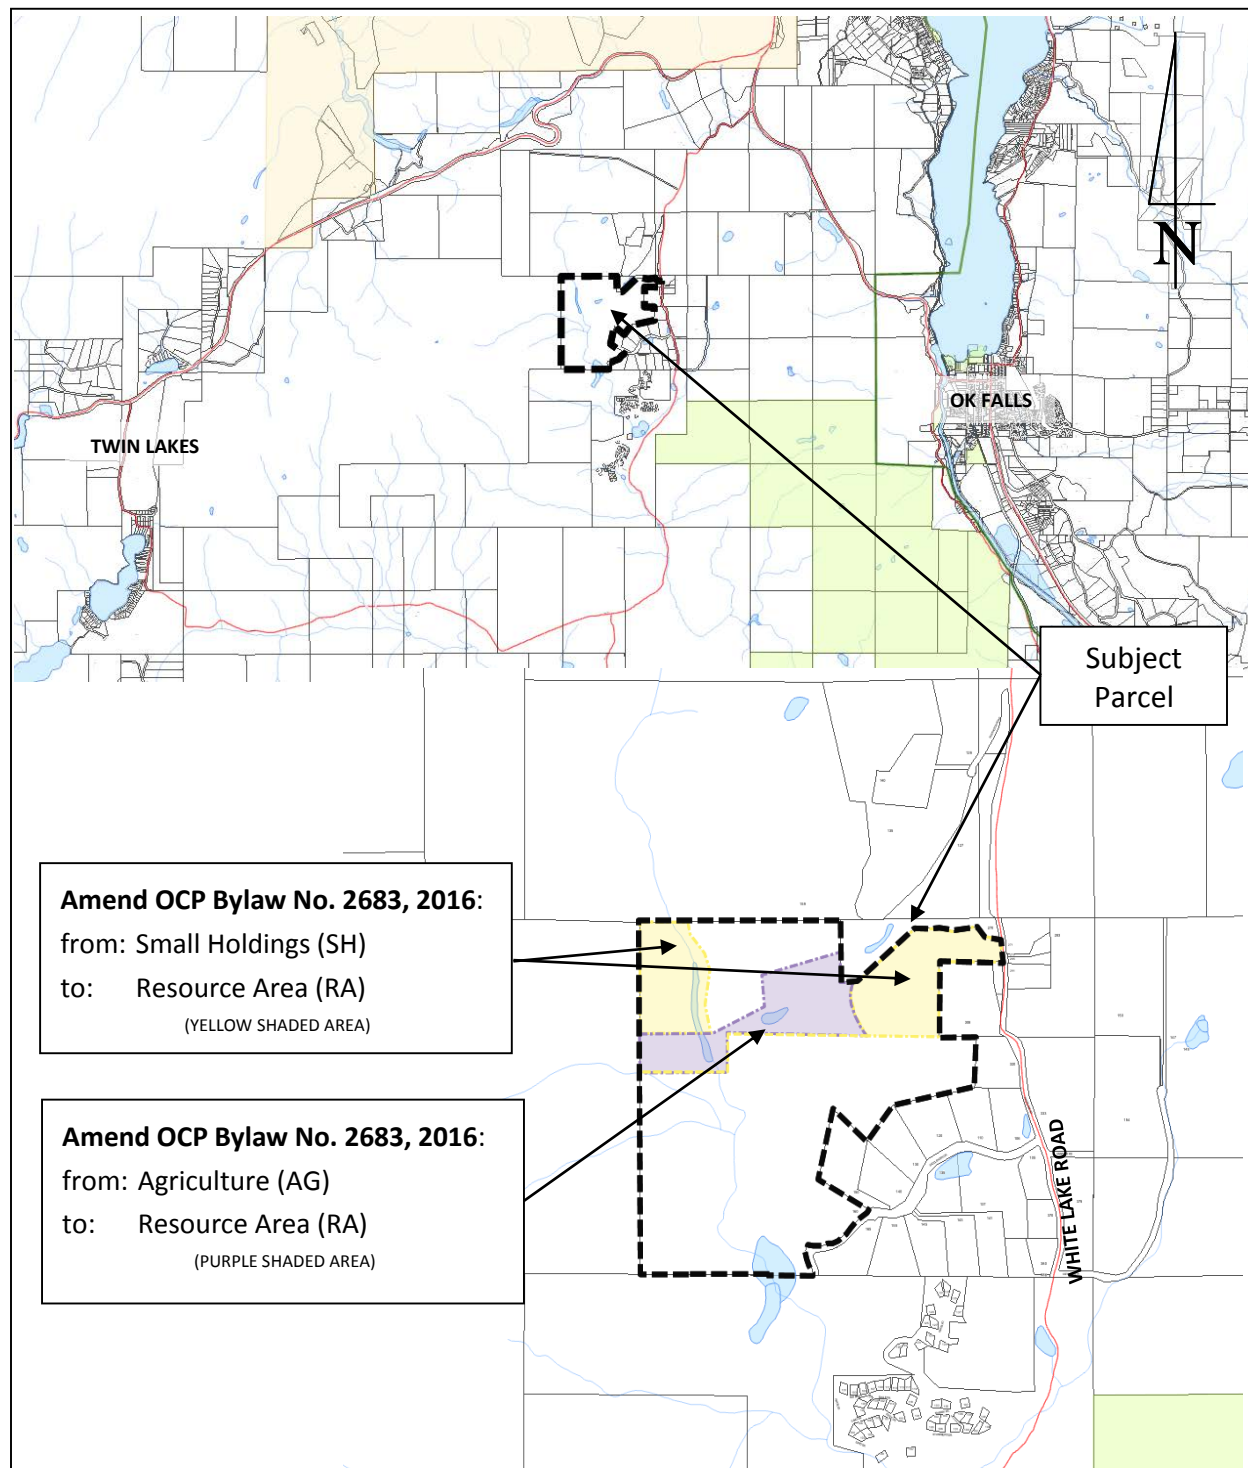 N
OK FALLS
TWIN LAKES
Subject
Parcel
Amend OCP Bylaw No. 2683, 2016:
from: Small Holdings (SH)
to: Resource Area (RA)
(YELLOW SHADED AREA)
Amend OCP Bylaw No. 2683, 2016:
from: Agriculture (AG)
to: Resource Area (RA)
(PURPLE SHADED AREA)
WHITE LAKE ROAD